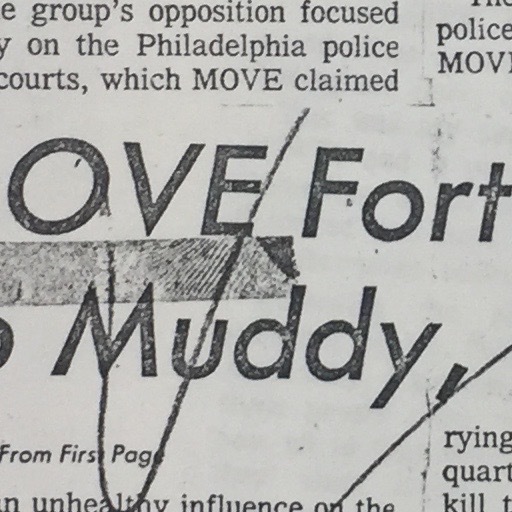 e group's opposition focused
y on the Philadelphia police
courts, which MOVE claimed
police
MOVE
OVE Fort
Muddy,
From First Page
n unhealthy influence on the
rying
quart
kill t